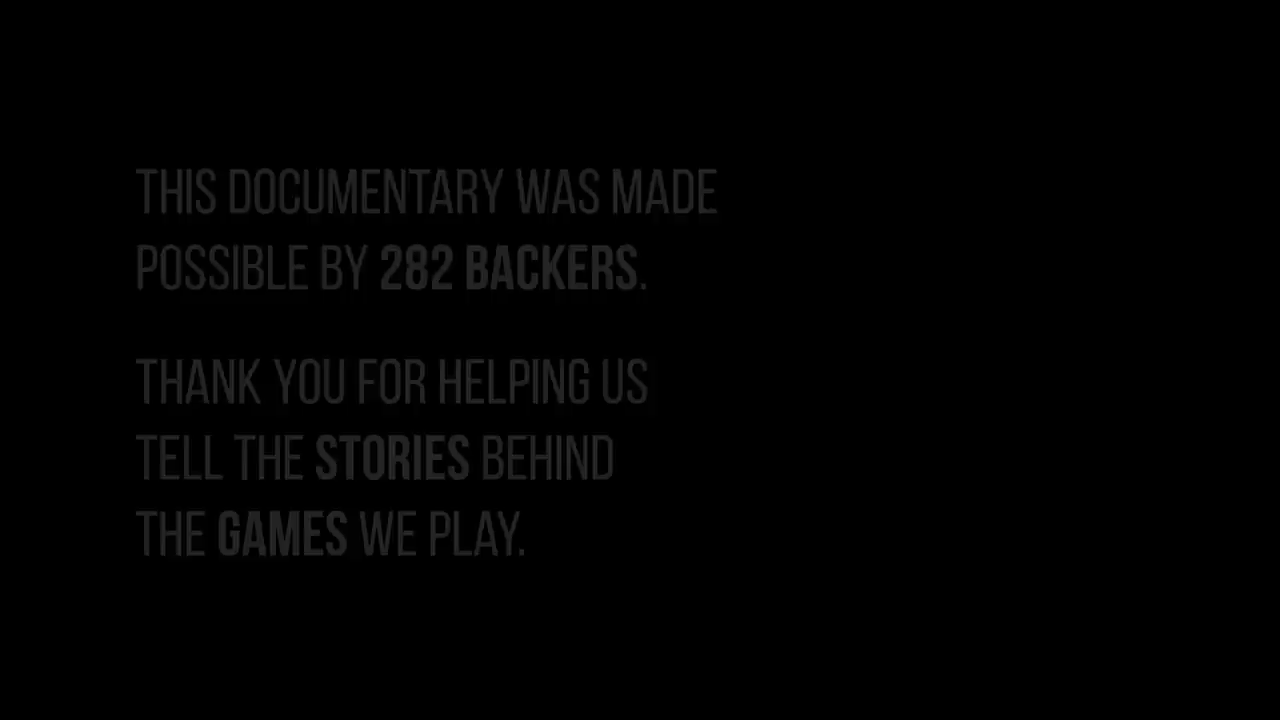 THIS DOCUMENTARY WAS MADE
POSSIBLE BY 282 BACKERS.
THANK YOU FOR HELPING US
TELL THE STORIES BEHIND
THE GAMES WE PLAY.